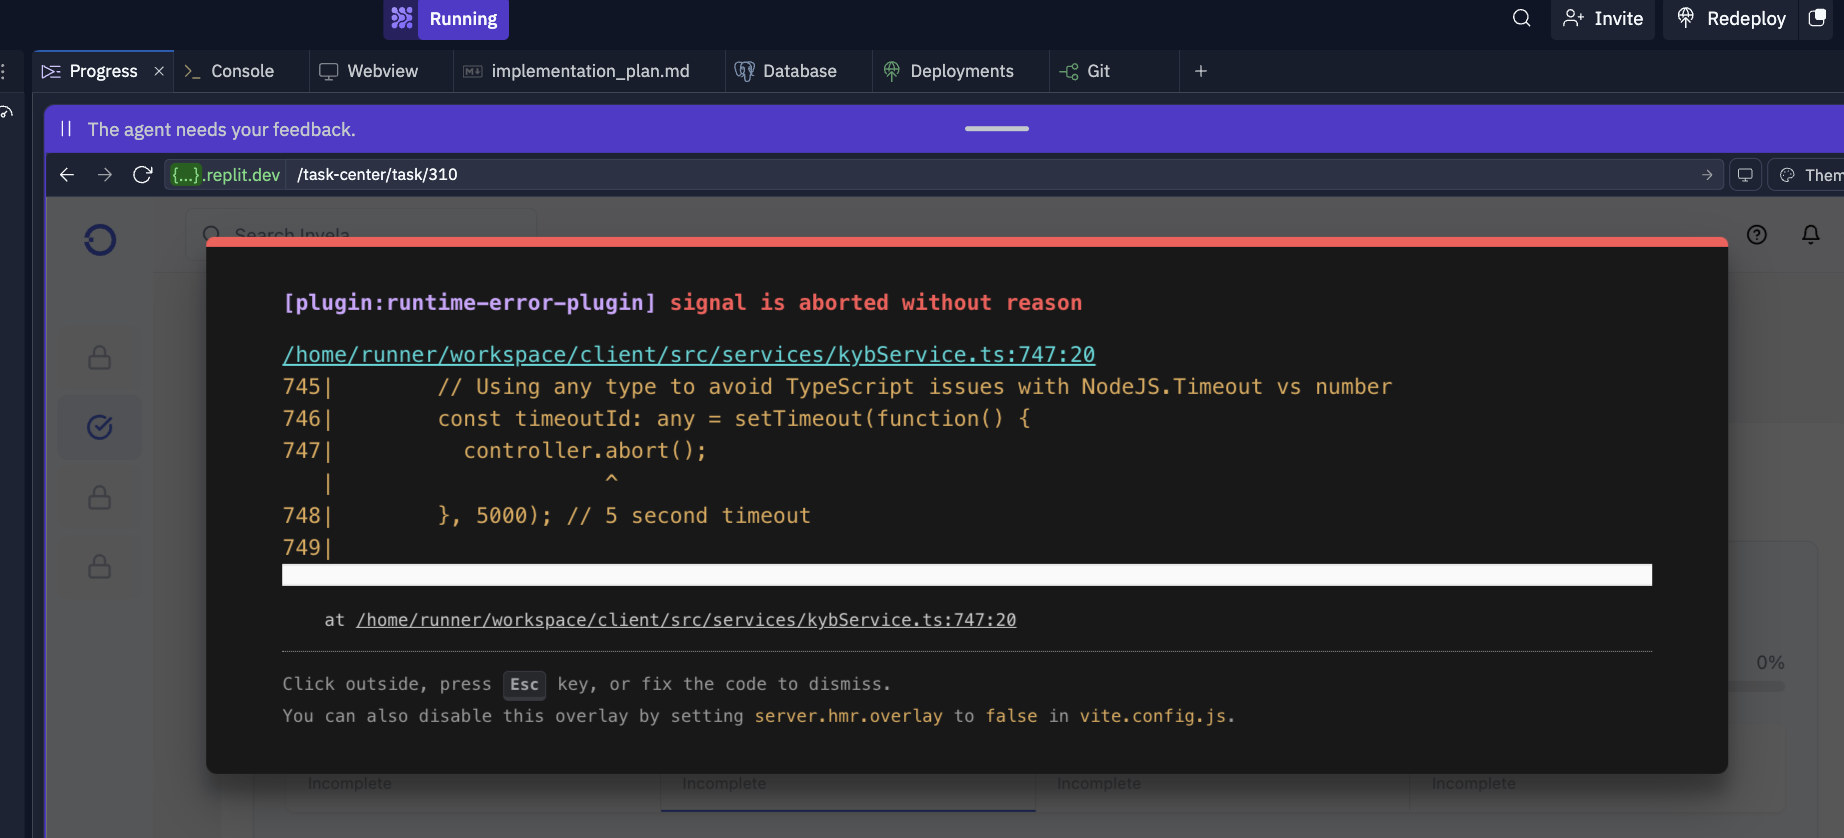 Running
Invite
Redeploy
Progress
Console
Webview
implementation_plan.md
Database
Deployments
Git
The agent needs your feedback.
{...}.replit.dev /task-center/task/310
Them
Search Invela
[plugin:runtime-error-plugin] signal is aborted without reason
/home/runner/workspace/client/src/services/kybService.ts:747:20
745|        // Using any type to avoid TypeScript issues with NodeJS.Timeout vs number
746|        const timeoutId: any = setTimeout(function() {
747|          controller.abort();
   |                     ^
748|        }, 5000); // 5 second timeout
749|
at /home/runner/workspace/client/src/services/kybService.ts:747:20
0%
Click outside, press Esc key, or fix the code to dismiss.
You can also disable this overlay by setting server.hmr.overlay to false in vite.config.js.
Incomplete
Incomplete
Incomplete
Incomplete